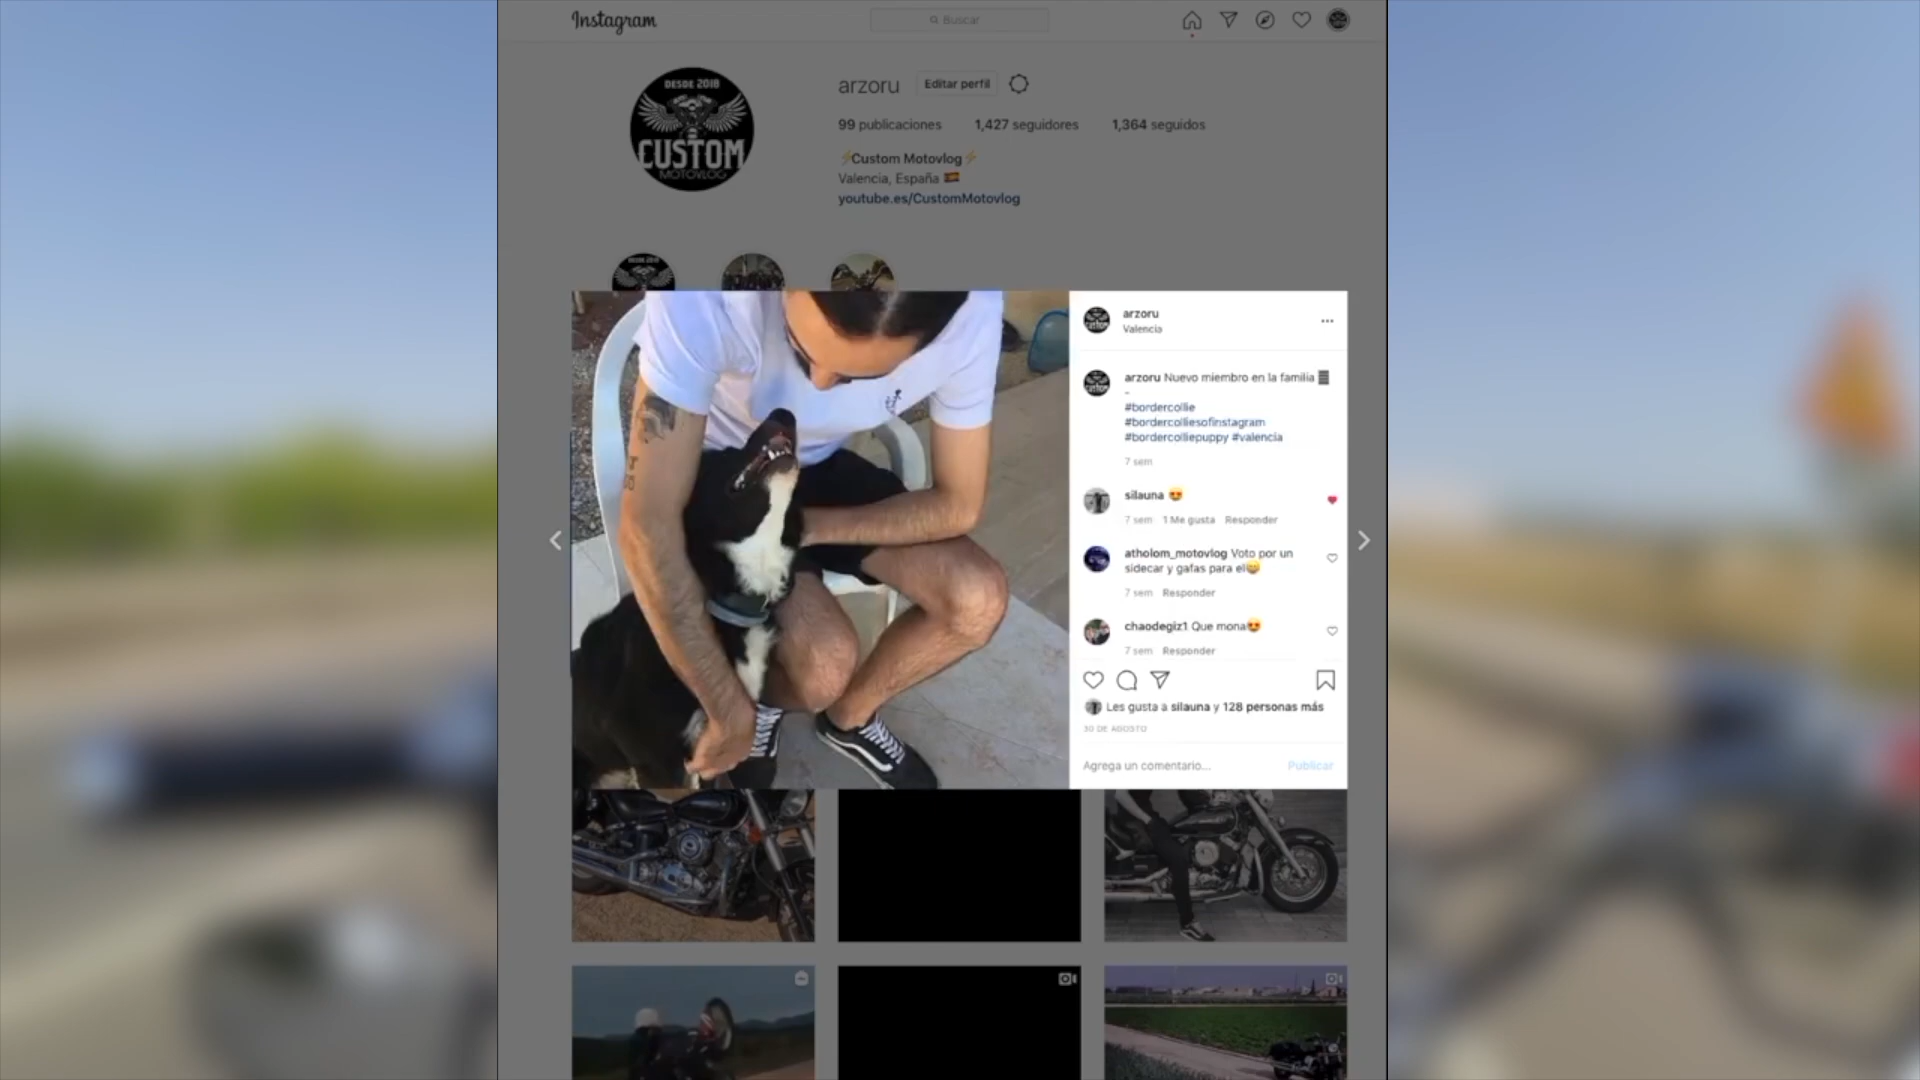 Instagram
Buscar
DESDE 2018
CUSTOM
MOTOVLOG
arzoru
Editar perfil
99 publicaciones
1,427 seguidores
1,364 seguidos
⚡Custom Motovlog⚡
Valencia, España 🇪🇸
youtube.es/CustomMotovlog
arzoru
Valencia
arzoru Nuevo miembro en la familia
-
#bordercollie
#bordercolliesofinstagram
#bordercolliepuppy #valencia
7 sem
silauna 😍
7 sem 1 Me gusta Responder
atholom_motovlog Voto por un
sidecar y gafas para el😄
7 sem Responder
chaodegiz1 Que mona😍
7 sem Responder
Les gusta a silauna y 128 personas más
30 DE AGOSTO
Agrega un comentario...
Publicar